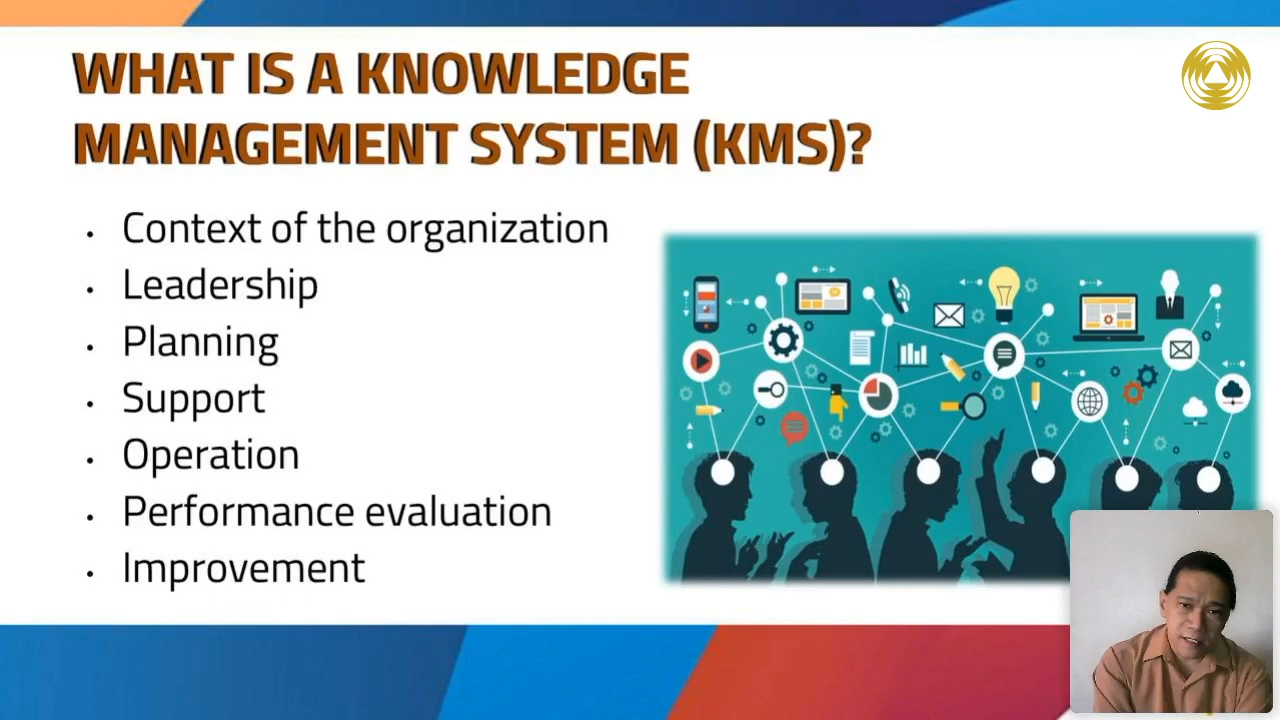 WHAT IS A KNOWLEDGE
MANAGEMENT SYSTEM (KMS)?
• Context of the organization
• Leadership
• Planning
• Support
• Operation
• Performance evaluation
• Improvement